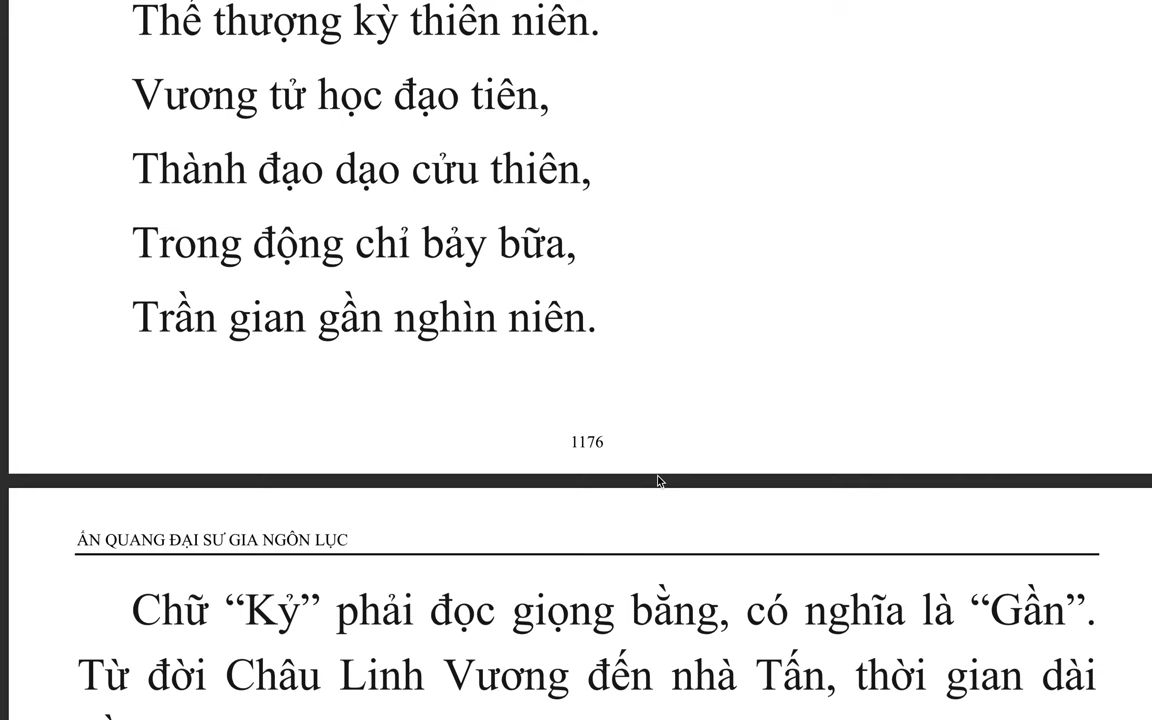 Thế thượng kỳ thiên niên.
Vương tử học đạo tiên,
Thành đạo dạo cửu thiên,
Trong động chỉ bảy bữa,
Trần gian gần nghìn niên.
1176
ẤN QUANG ĐẠI SƯ GIA NGÔN LỤC
Chữ “Kỷ” phải đọc giọng bằng, có nghĩa là “Gần”.
Từ đời Châu Linh Vương đến nhà Tấn, thời gian dài